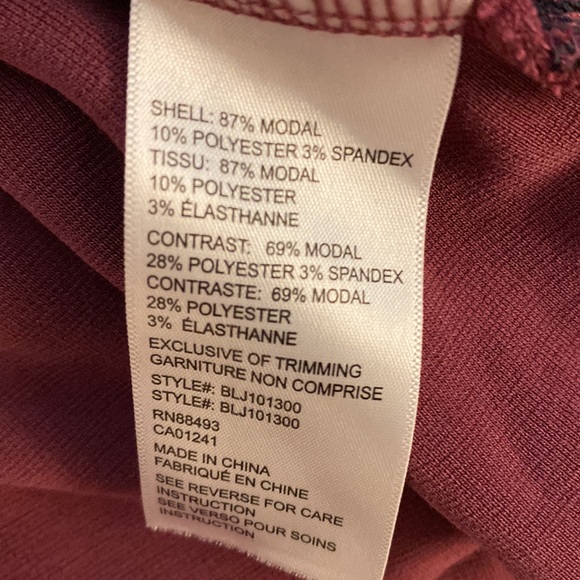 SHELL: 87% MODAL
10% POLYESTER 3% SPANDEX
TISSU: 87% MODAL
10% POLYESTER
3% ÉLASTHANNE
CONTRAST: 69% MODAL
28% POLYESTER 3% SPANDEX
CONTRASTE: 69% MODAL
28% POLYESTER
3% ÉLASTHANNE
EXCLUSIVE OF TRIMMING
GARNITURE NON COMPRISE
STYLE#: BLJ101300
STYLE#: BLJ101300
RN88493
CA01241
MADE IN CHINA
FABRIQUÉ EN CHINE
SEE REVERSE FOR CARE
INSTRUCTION
SEE VERSO POUR SOINS
INSTRUCTION